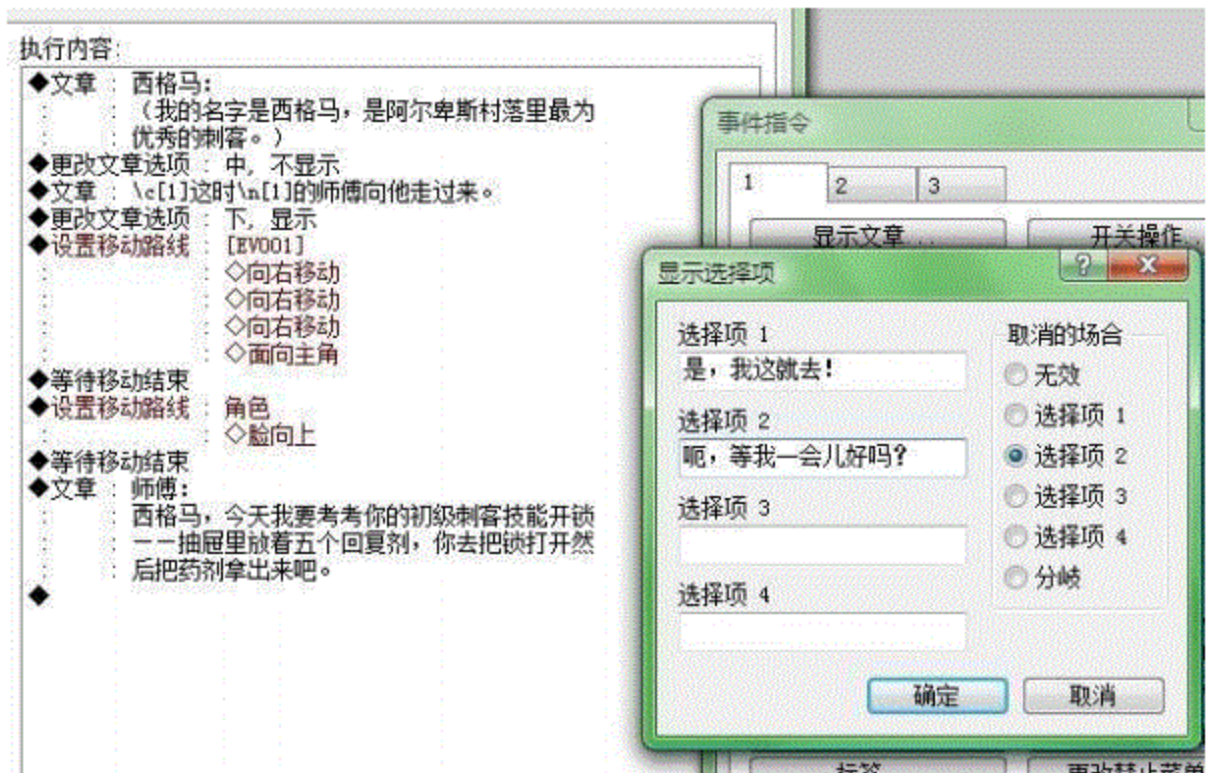 执行内容:
◆文章 : 西格马:
: : （我的名字是西格马，是阿尔卑斯村落里最为
: : 优秀的刺客。）
◆更改文章选项 : 中, 不显示
◆文章 : \c[1]这时\n[1]的师傅向他走过来。
◆更改文章选项 : 下, 显示
◆设置移动路线 : [EV001]
: : ◇向右移动
: : ◇向右移动
: : ◇向右移动
: : ◇面向主角
◆等待移动结束
◆设置移动路线 : 角色
: : ◇脸向上
◆等待移动结束
◆文章 : 师傅:
: : 西格马，今天我要考考你的初级刺客技能开锁
: : －－抽屉里放着五个回复剂，你去把锁打开然
: : 后把药剂拿出来吧。
◆
事件指令
1 2 3
显示文章...
开关操作...
显示选择项
选择项 1
是，我这就去!
选择项 2
呃，等我一会儿好吗?
选择项 3
选择项 4
取消的场合
无效
选择项 1
选择项 2
选择项 3
选择项 4
分岐
确定
取消
标签
更改禁止菜单